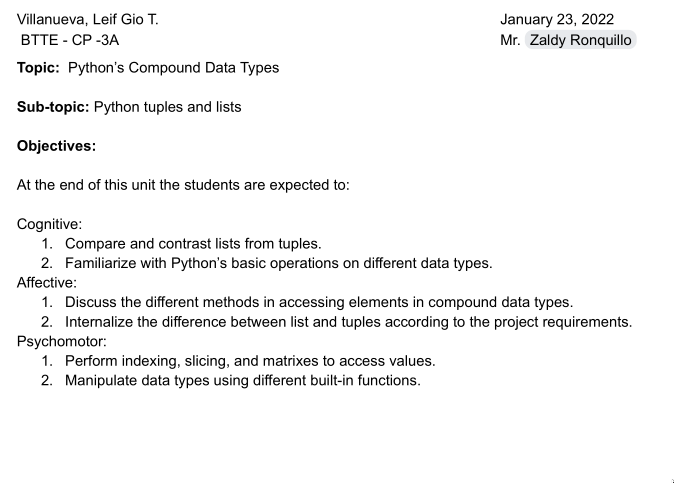 Villanueva, Leif Gio T. January 23, 2022
BTTE - CP -3A Mr. Zaldy Ronquillo
Topic: Python's Compound Data Types
Sub-topic: Python tuples and lists
Objectives:
At the end of this unit the students are expected to:
Cognitive:
1. Compare and contrast lists from tuples.
2. Familiarize with Python's basic operations on different data types.
Affective:
1. Discuss the different methods in accessing elements in compound data types.
2. Internalize the difference between list and tuples according to the project requirements.
Psychomotor:
1. Perform indexing, slicing, and matrixes to access values.
2. Manipulate data types using different built-in functions.